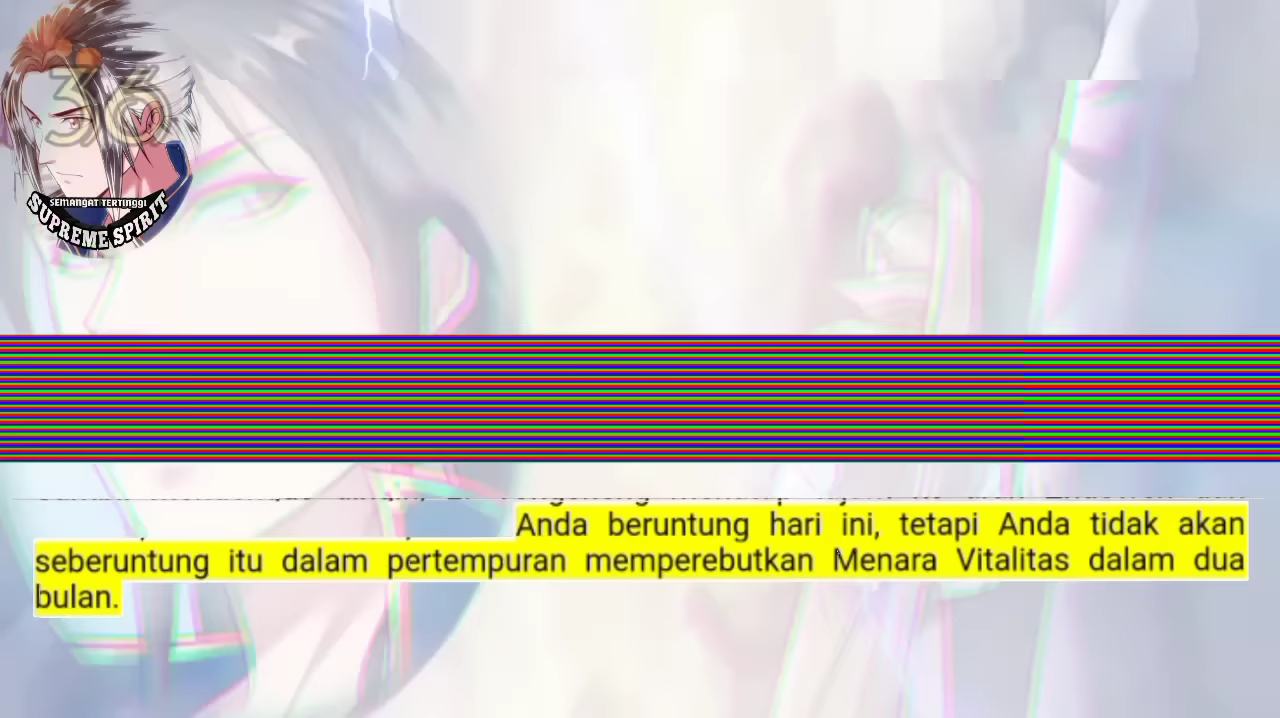 36
SEMANGAT TERTINGGI
SUPREME SPIRIT
Anda beruntung hari ini, tetapi Anda tidak akan
seberuntung itu dalam pertempuran memperebutkan Menara Vitalitas dalam dua
bulan.